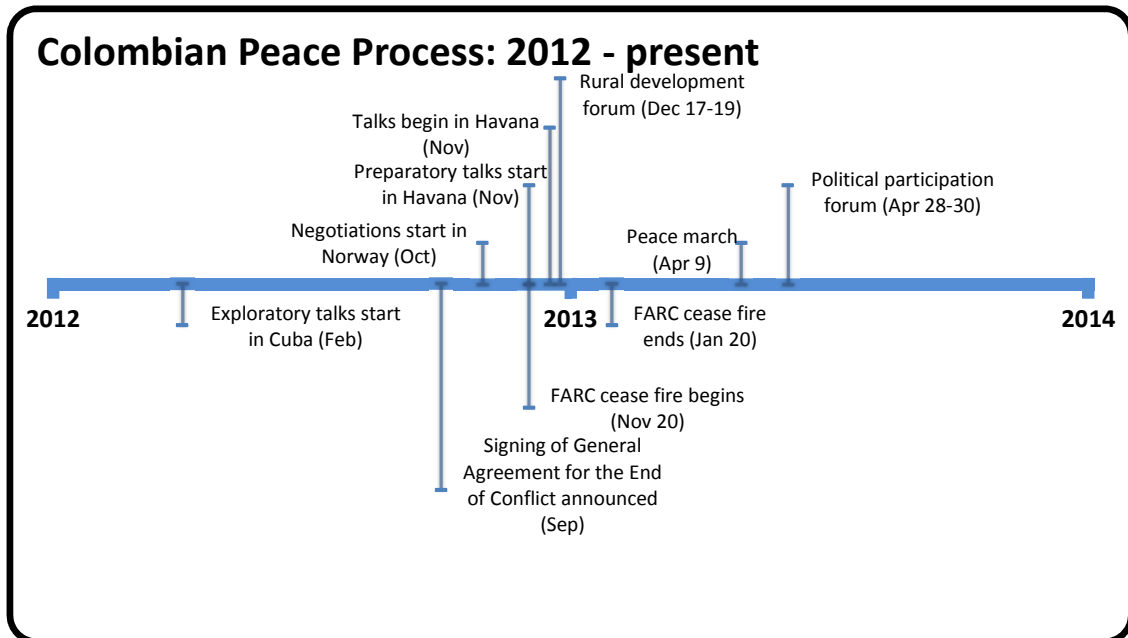 Colombian Peace Process: 2012 - present
Rural development
forum (Dec 17-19)
Talks begin in Havana
(Nov)
Preparatory talks start
in Havana (Nov)
Political participation
forum (Apr 28-30)
Negotiations start in
Norway (Oct)
Peace march
(Apr 9)
2012
2013
2014
Exploratory talks start
in Cuba (Feb)
FARC cease fire
ends (Jan 20)
FARC cease fire begins
(Nov 20)
Signing of General
Agreement for the End
of Conflict announced
(Sep)